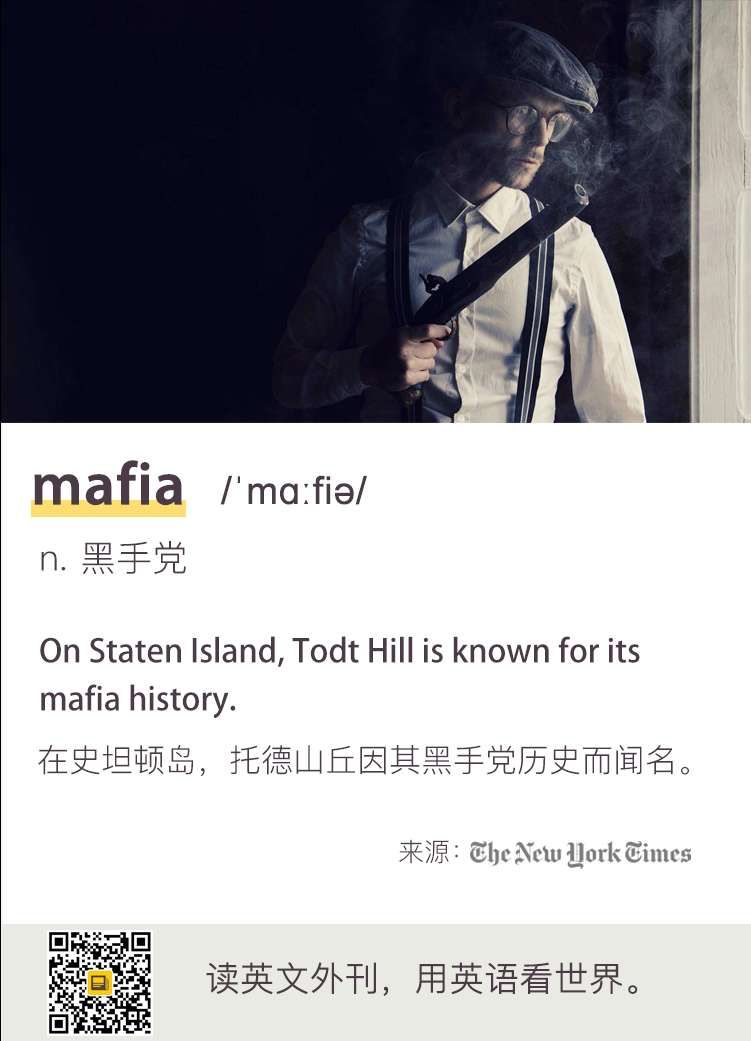 mafia /ˈmɑːfiə/
n. 黑手党
On Staten Island, Todt Hill is known for its
mafia history.
在史坦顿岛，托德山丘因其黑手党历史而闻名。
来源：The New York Times
读英文外刊，用英语看世界。